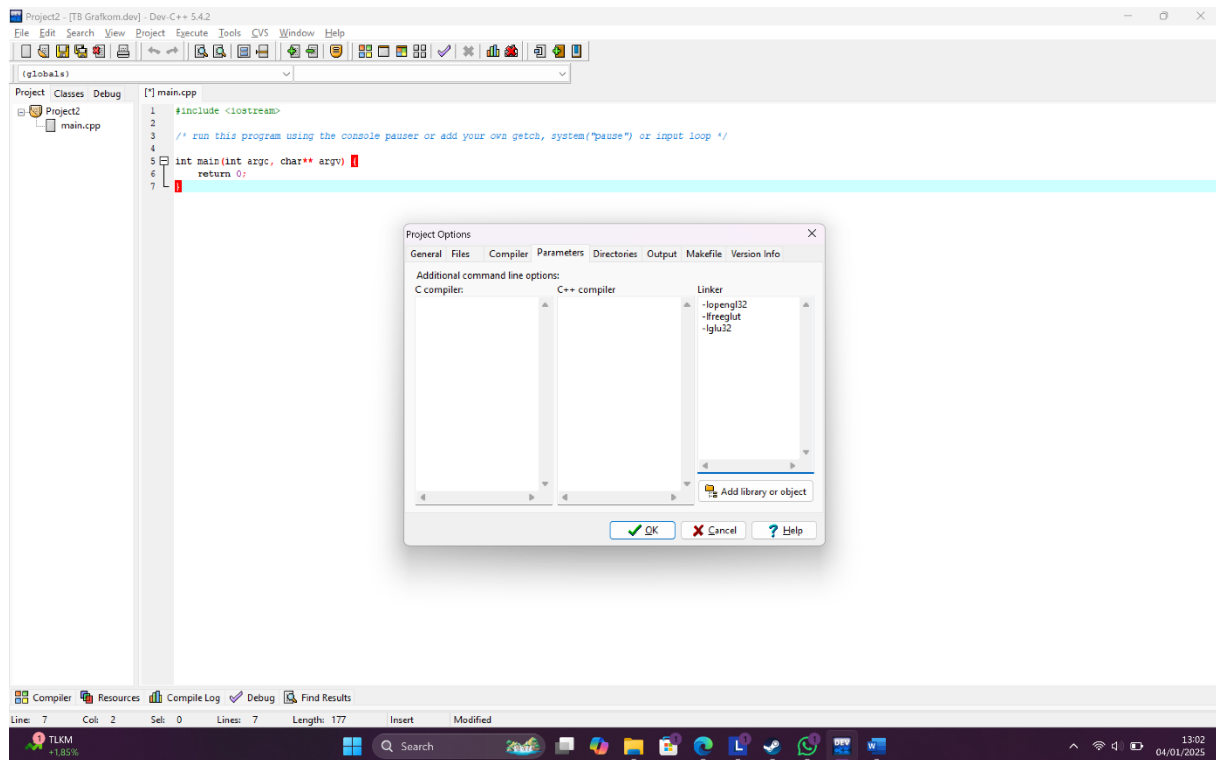 Project2 - [TB Grafkom.dev] - Dev-C++ 5.4.2
File Edit Search View Project Execute Tools CVS Window Help
(globals)
Project Classes Debug
[*] main.cpp
Project2
main.cpp
1 #include <iostream>
2
3 /* run this program using the console pauser or add your own getch, system("pause") or input loop */
4
5 int main(int argc, char** argv) {
6 return 0;
7 }
Project Options
General Files Compiler Parameters Directories Output Makefile Version Info
Additional command line options:
C compiler: C++ compiler Linker
-lopengl32
-lfreeglut
-lglu32
Add library or object
OK Cancel Help
Compiler Resources Compile Log Debug Find Results
Line: 7 Col: 2 Sel: 0 Lines: 7 Length: 177 Insert Modified
1
TLKM
+1,85%
Search
DEV
13:02
04/01/2025